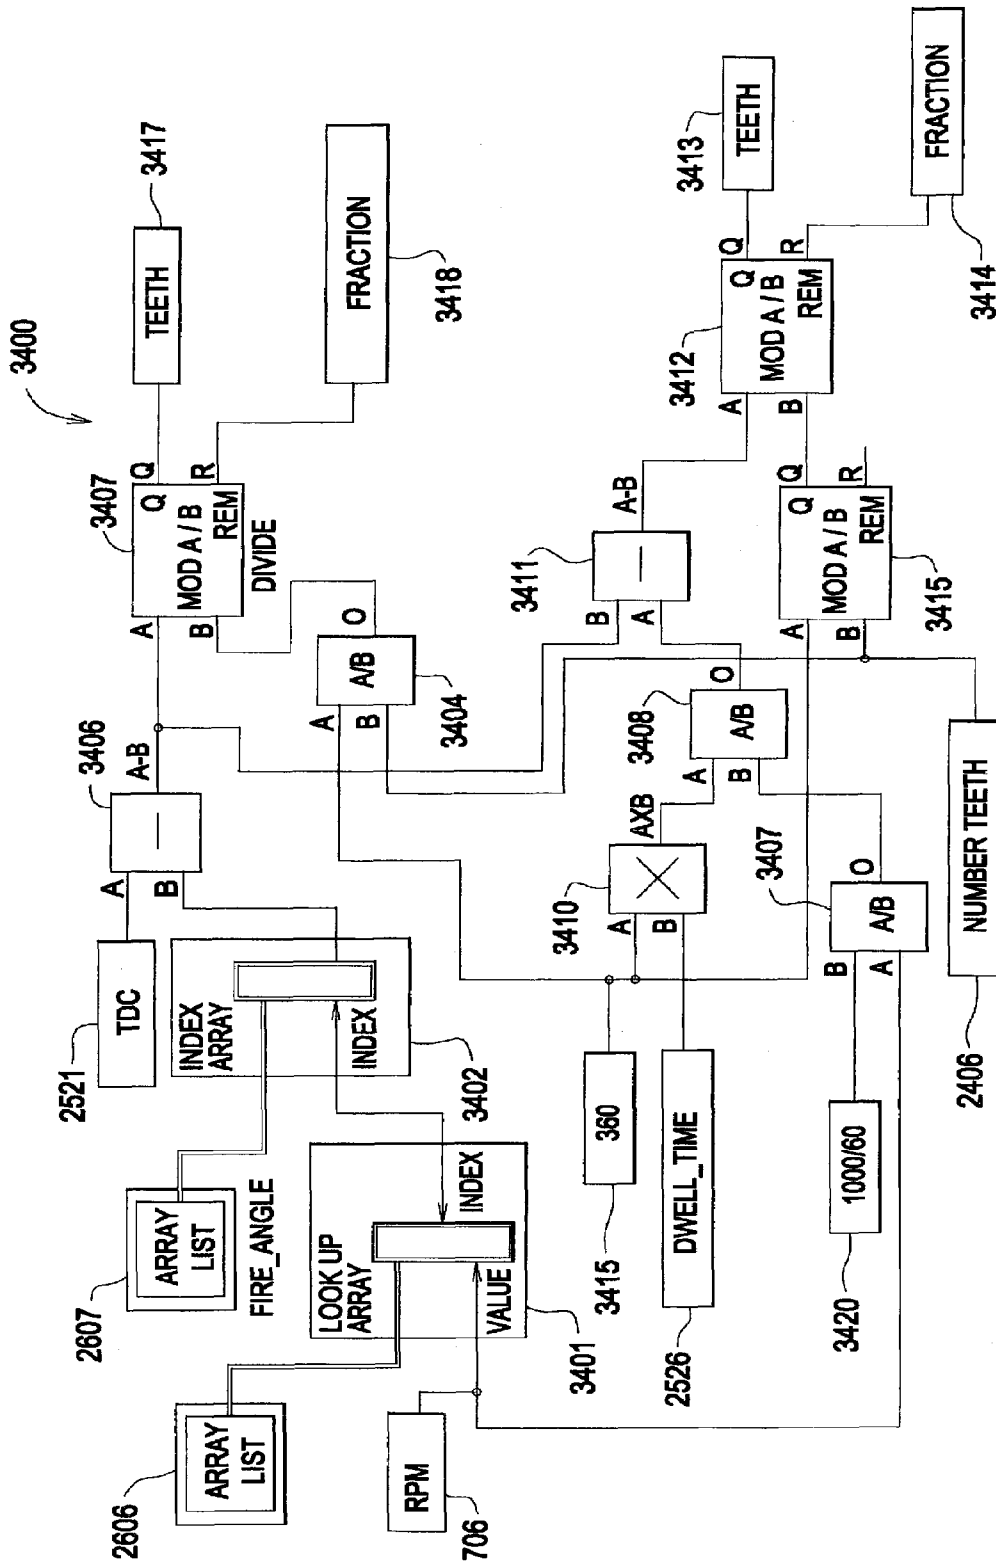 3400
2606
ARRAY
LIST
2607
ARRAY
LIST
FIRE_ANGLE
2521
TDC
INDEX
ARRAY
INDEX
3402
A
B
3406
—
A-B
3407
A
B
Q
MOD A / B
REM
DIVIDE
Q
R
TEETH
3417
FRACTION
3418
RPM
706
LOOK UP
ARRAY
VALUE
INDEX
3401
A
B
A/B
O
3404
360
3415
DWELL_TIME
2526
A
B
3410
AXB
A
B
A/B
O
3408
B
A
3411
—
A-B
A
B
3412
Q
MOD A / B
REM
Q
R
TEETH
3413
FRACTION
3414
1000/60
3420
B
A
A/B
O
3407
A
B
Q
MOD A / B
REM
Q
R
3415
NUMBER TEETH
2406